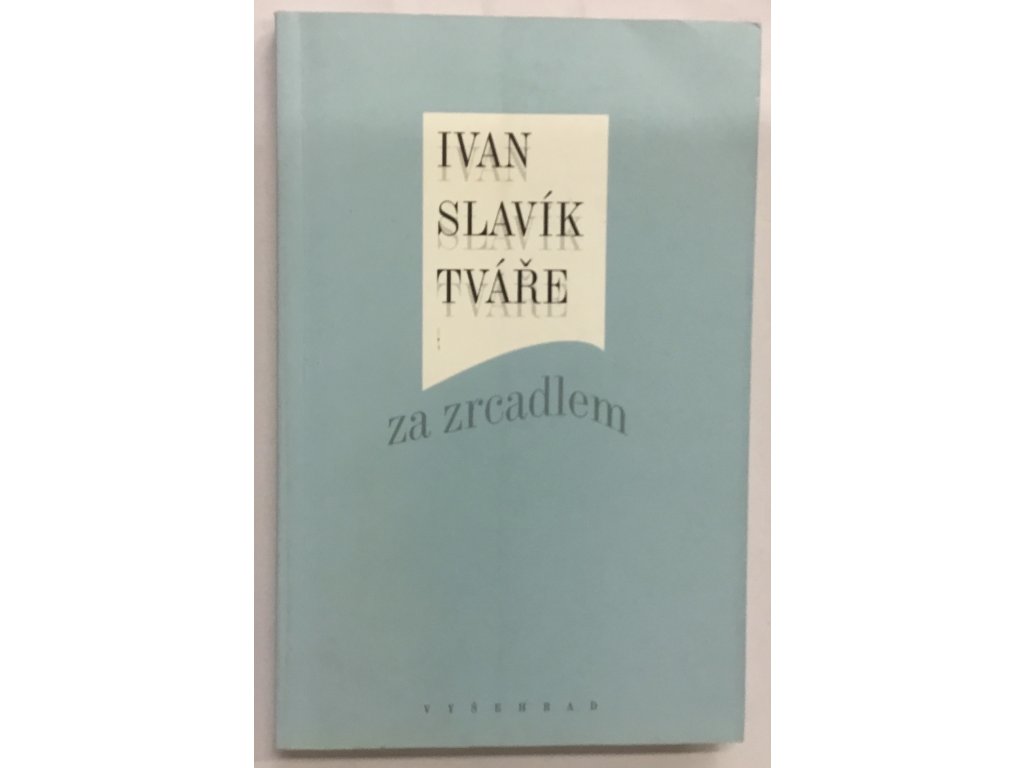 IVAN
SLAVÍK
TVÁŘE
za zrcadlem
VYŠEHRAD